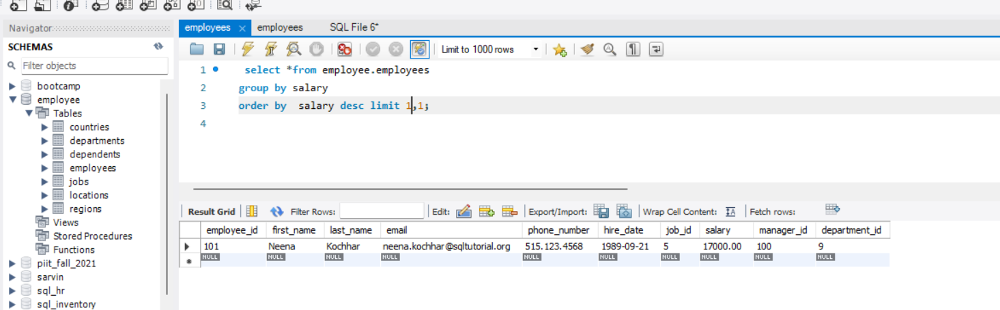 Navigator
employees
employees
SQL File 6*
SCHEMAS
Limit to 1000 rows
Filter objects
bootcamp
employee
Tables
countries
departments
dependents
employees
jobs
locations
regions
Views
Stored Procedures
Functions
piit_fall_2021
sarvin
sql_hr
sql_inventory
1 select *from employee.employees
2 group by salary
3 order by  salary desc limit 1,1;
4
Result Grid Filter Rows: Edit: Export/Import: Wrap Cell Content: Fetch rows:
employee_id first_name last_name email phone_number hire_date job_id salary manager_id department_id
101 Neena Kochhar neena.kochhar@sqltutorial.org 515.123.4568 1989-09-21 5 17000.00 100 9
NULL NULL NULL NULL NULL NULL NULL NULL NULL NULL